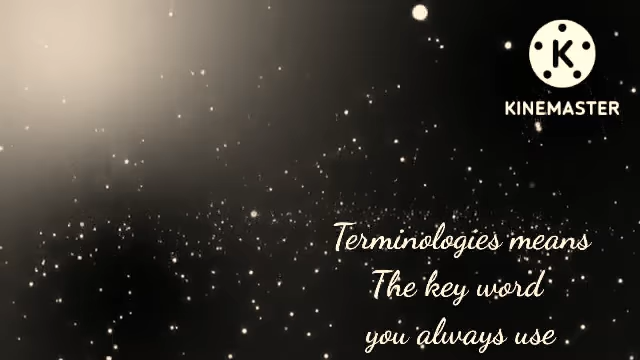 K
KINEMASTER
Terminologies means
The key word
you always use